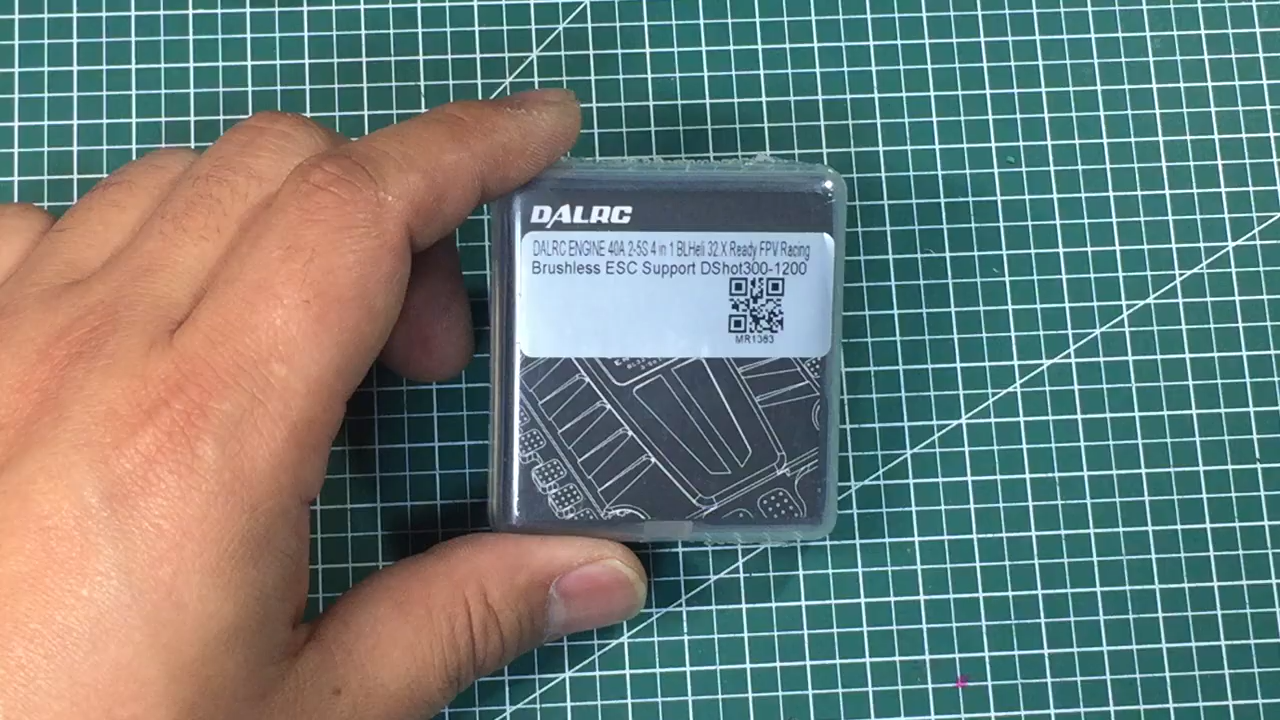 DALRC
DALRC ENGINE 40A 2-5S 4 in 1 BLHeli 32.X Ready FPV Racing
Brushless ESC Support DShot300-1200
MR1383